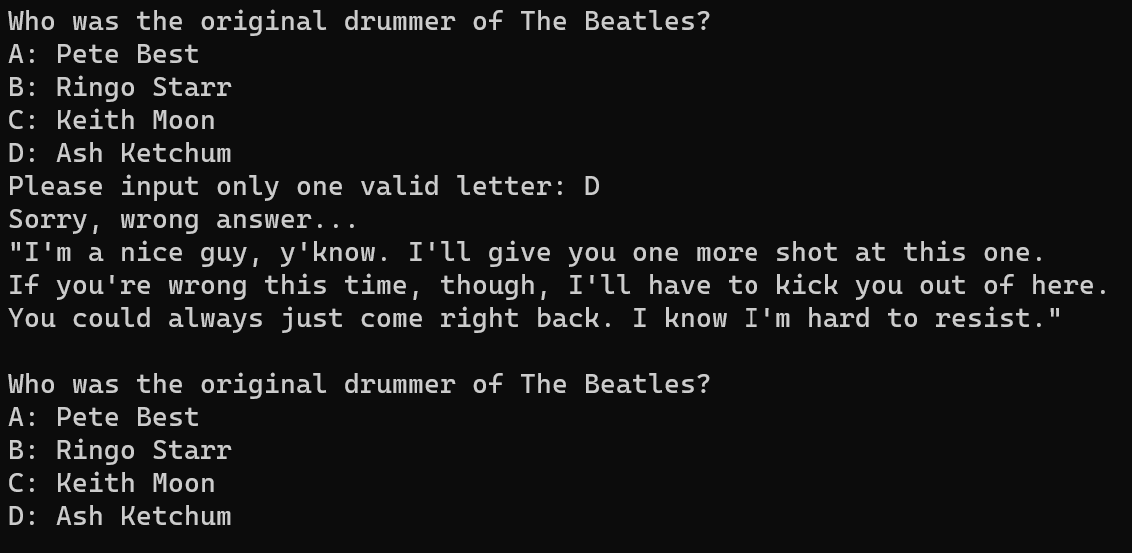 Who was the original drummer of The Beatles?
A: Pete Best
B: Ringo Starr
C: Keith Moon
D: Ash Ketchum
Please input only one valid letter: D
Sorry, wrong answer...
"I'm a nice guy, y'know. I'll give you one more shot at this one.
If you're wrong this time, though, I'll have to kick you out of here.
You could always just come right back. I know I'm hard to resist."
Who was the original drummer of The Beatles?
A: Pete Best
B: Ringo Starr
C: Keith Moon
D: Ash Ketchum